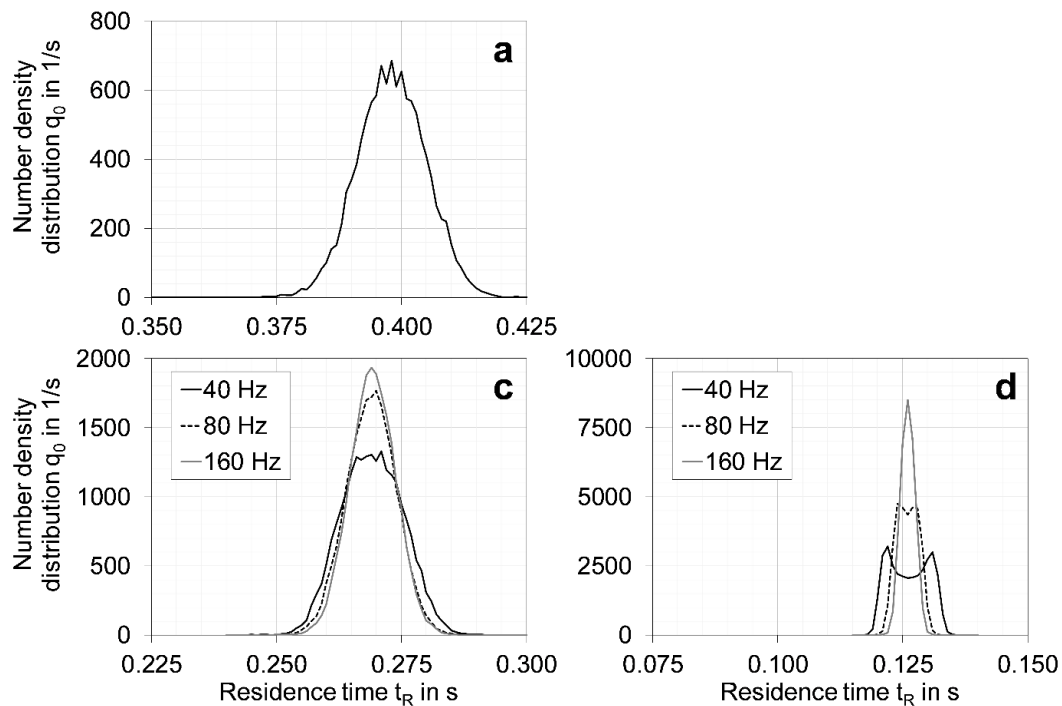 Number density
distribution q0 in 1/s
800
600
400
200
0
a
0.350
0.375
0.400
0.425
Number density
distribution q0 in 1/s
2000
1500
1000
500
0
40 Hz
80 Hz
160 Hz
c
0.225
0.250
0.275
0.300
Residence time tR in s
10000
7500
5000
2500
0
40 Hz
80 Hz
160 Hz
d
0.075
0.100
0.125
0.150
Residence time tR in s